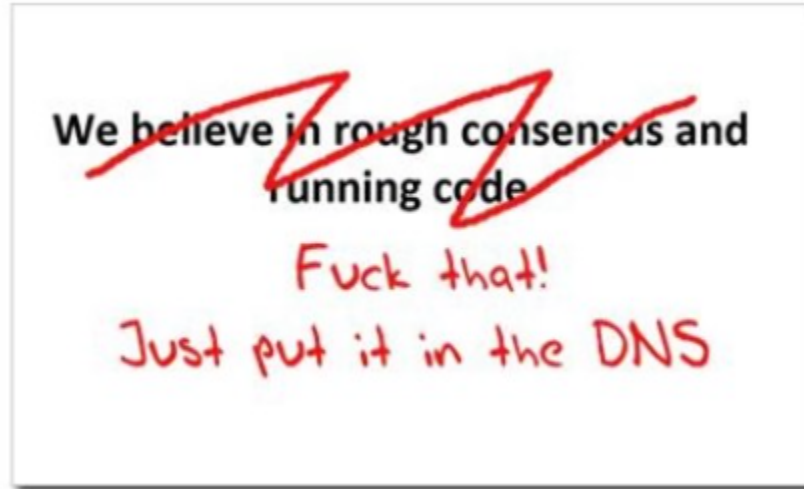 We believe in rough consensus and
running code
Fuck that!
Just put it in the DNS